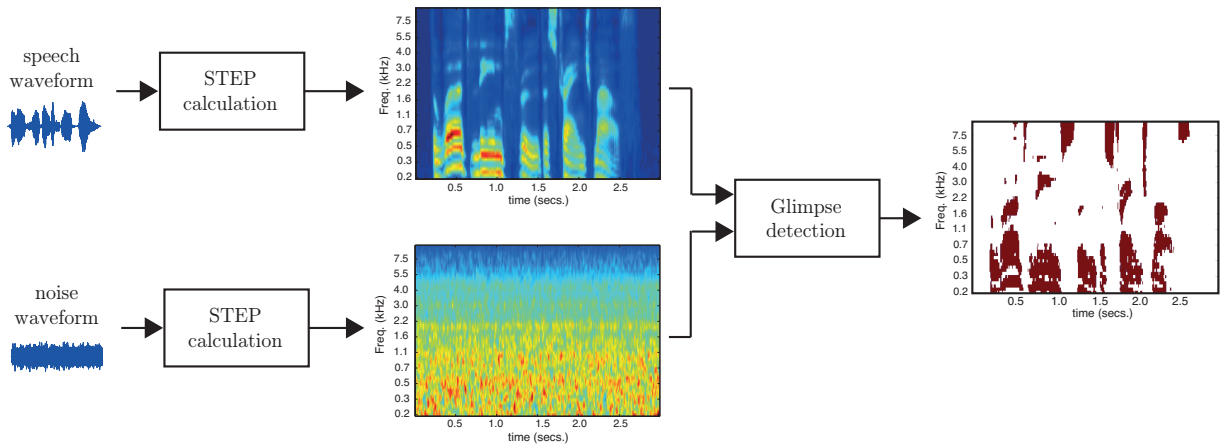 speech
waveform
STEP
calculation
Freq. (kHz)
7.5
5.5
4.0
3.0
2.2
1.6
1.1
0.7
0.5
0.3
0.2
0.5 1.0 1.5 2.0 2.5
time (secs.)
noise
waveform
STEP
calculation
Freq. (kHz)
7.5
5.5
4.0
3.0
2.2
1.6
1.1
0.7
0.5
0.3
0.2
0.5 1.0 1.5 2.0 2.5
time (secs.)
Glimpse
detection
Freq. (kHz)
7.5
5.5
4.0
3.0
2.2
1.6
1.1
0.7
0.5
0.3
0.2
0.5 1.0 1.5 2.0 2.5
time (secs.)